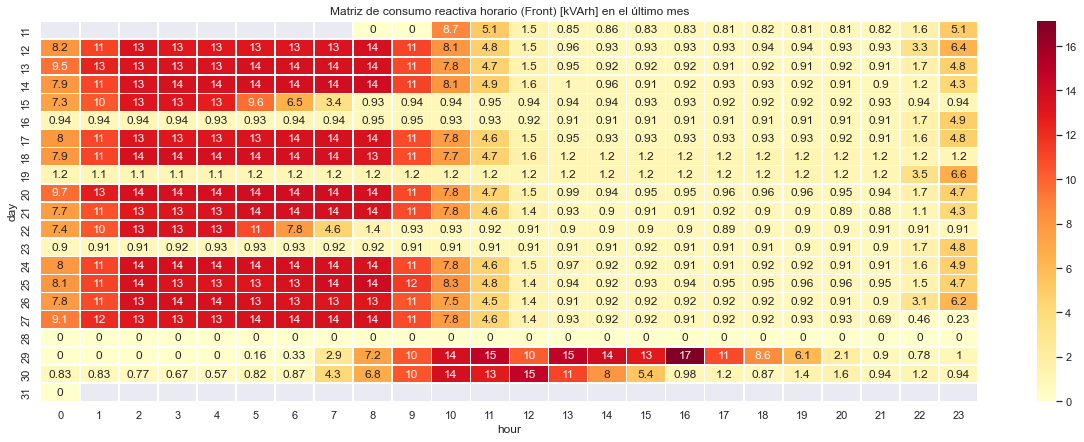 Matriz de consumo reactiva horario (Front) [kVArh] en el último mes
11 0 0 8.7 5.1 1.5 0.85 0.86 0.83 0.83 0.81 0.82 0.81 0.81 0.82 1.6 5.1
12 8.2 11 13 13 13 13 13 13 14 11 8.1 4.8 1.5 0.96 0.93 0.93 0.93 0.93 0.94 0.94 0.93 0.93 3.3 6.4
13 9.5 13 13 13 13 14 14 14 14 11 7.8 4.7 1.5 0.95 0.92 0.92 0.92 0.91 0.93 0.92 0.91 0.92 1.7 4.8
14 7.9 11 13 14 14 14 14 14 14 11 8.1 4.9 1.6 1 0.96 0.91 0.92 0.93 0.93 0.92 0.91 0.9 1.2 4.3
15 7.3 10 13 13 13 9.6 6.5 3.4 0.93 0.94 0.94 0.95 0.94 0.94 0.94 0.93 0.93 0.92 0.92 0.92 0.92 0.93 0.94 0.94
16 0.94 0.94 0.94 0.94 0.93 0.93 0.94 0.94 0.95 0.95 0.93 0.93 0.92 0.91 0.91 0.91 0.91 0.91 0.91 0.91 0.91 0.91 1.7 4.9
17 8 11 13 13 13 13 14 14 14 11 7.8 4.6 1.5 0.95 0.93 0.93 0.93 0.93 0.93 0.93 0.92 0.91 1.6 4.8
18 7.9 11 14 14 14 14 14 14 13 11 7.7 4.7 1.6 1.2 1.2 1.2 1.2 1.2 1.2 1.2 1.2 1.2 1.2 1.2
19 1.2 1.1 1.1 1.1 1.2 1.2 1.2 1.2 1.2 1.2 1.2 1.2 1.2 1.2 1.2 1.2 1.2 1.2 1.2 1.2 1.2 1.2 3.5 6.6
20 9.7 13 14 14 14 14 14 14 14 11 7.8 4.7 1.5 0.99 0.94 0.95 0.95 0.96 0.96 0.96 0.95 0.94 1.7 4.7
day
21 7.7 11 13 13 13 14 14 14 14 11 7.8 4.6 1.4 0.93 0.9 0.91 0.91 0.92 0.9 0.9 0.89 0.88 1.1 4.3
22 7.4 10 13 13 13 11 7.8 4.6 1.4 0.93 0.93 0.92 0.91 0.9 0.9 0.9 0.9 0.89 0.9 0.9 0.9 0.91 0.91 0.91
23 0.9 0.91 0.91 0.92 0.93 0.93 0.93 0.92 0.92 0.91 0.91 0.91 0.91 0.91 0.91 0.92 0.91 0.91 0.91 0.9 0.91 0.9 1.7 4.8
24 8 11 14 14 14 14 14 14 14 11 7.8 4.6 1.5 0.97 0.92 0.92 0.91 0.91 0.92 0.92 0.91 0.91 1.6 4.9
25 8.1 11 14 14 13 13 13 14 14 12 8.3 4.8 1.4 0.94 0.92 0.93 0.94 0.95 0.95 0.96 0.96 0.95 1.5 4.7
26 7.8 11 13 14 14 13 13 13 13 11 7.5 4.5 1.4 0.91 0.92 0.92 0.92 0.92 0.92 0.92 0.91 0.9 3.1 6.2
27 9.1 12 13 13 13 14 14 14 14 11 7.8 4.6 1.4 0.93 0.92 0.91 0.92 0.92 0.93 0.92 0.93 0.69 0.46 0.23
28 0 0 0 0 0 0 0 0 0 0 0 0 0 0 0 0 0 0 0 0 0 0 0 0
29 0 0 0 0 0 0.16 0.33 2.9 7.2 10 14 15 10 15 14 13 17 11 8.6 6.1 2.1 0.9 0.78 1
30 0.83 0.83 0.77 0.67 0.57 0.82 0.87 4.3 6.8 10 14 13 15 11 8 5.4 0.98 1.2 0.87 1.4 1.6 0.94 1.2 0.94
31 0
0 1 2 3 4 5 6 7 8 9 10 11 12 13 14 15 16 17 18 19 20 21 22 23
hour
16
14
12
10
8
6
4
2
0